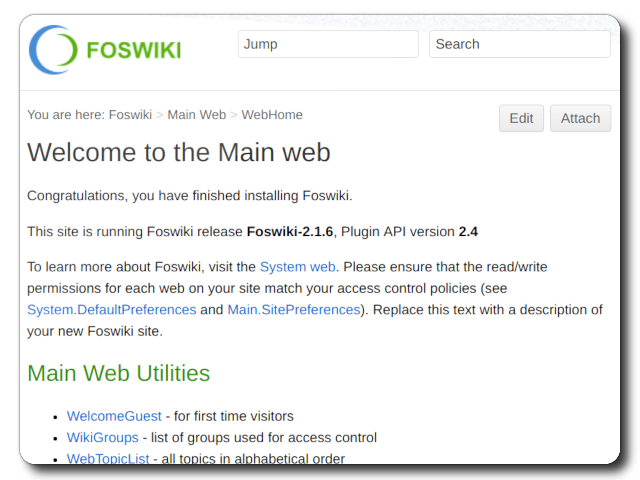 FOSWIKI
Jump
Search
You are here: Foswiki > Main Web > WebHome
Edit
Attach
Welcome to the Main web
Congratulations, you have finished installing Foswiki.
This site is running Foswiki release Foswiki-2.1.6, Plugin API version 2.4
To learn more about Foswiki, visit the System web. Please ensure that the read/write
permissions for each web on your site match your access control policies (see
System.DefaultPreferences and Main.SitePreferences). Replace this text with a description of
your new Foswiki site.
Main Web Utilities
• WelcomeGuest - for first time visitors
• WikiGroups - list of groups used for access control
• WebTopicList - all topics in alphabetical order